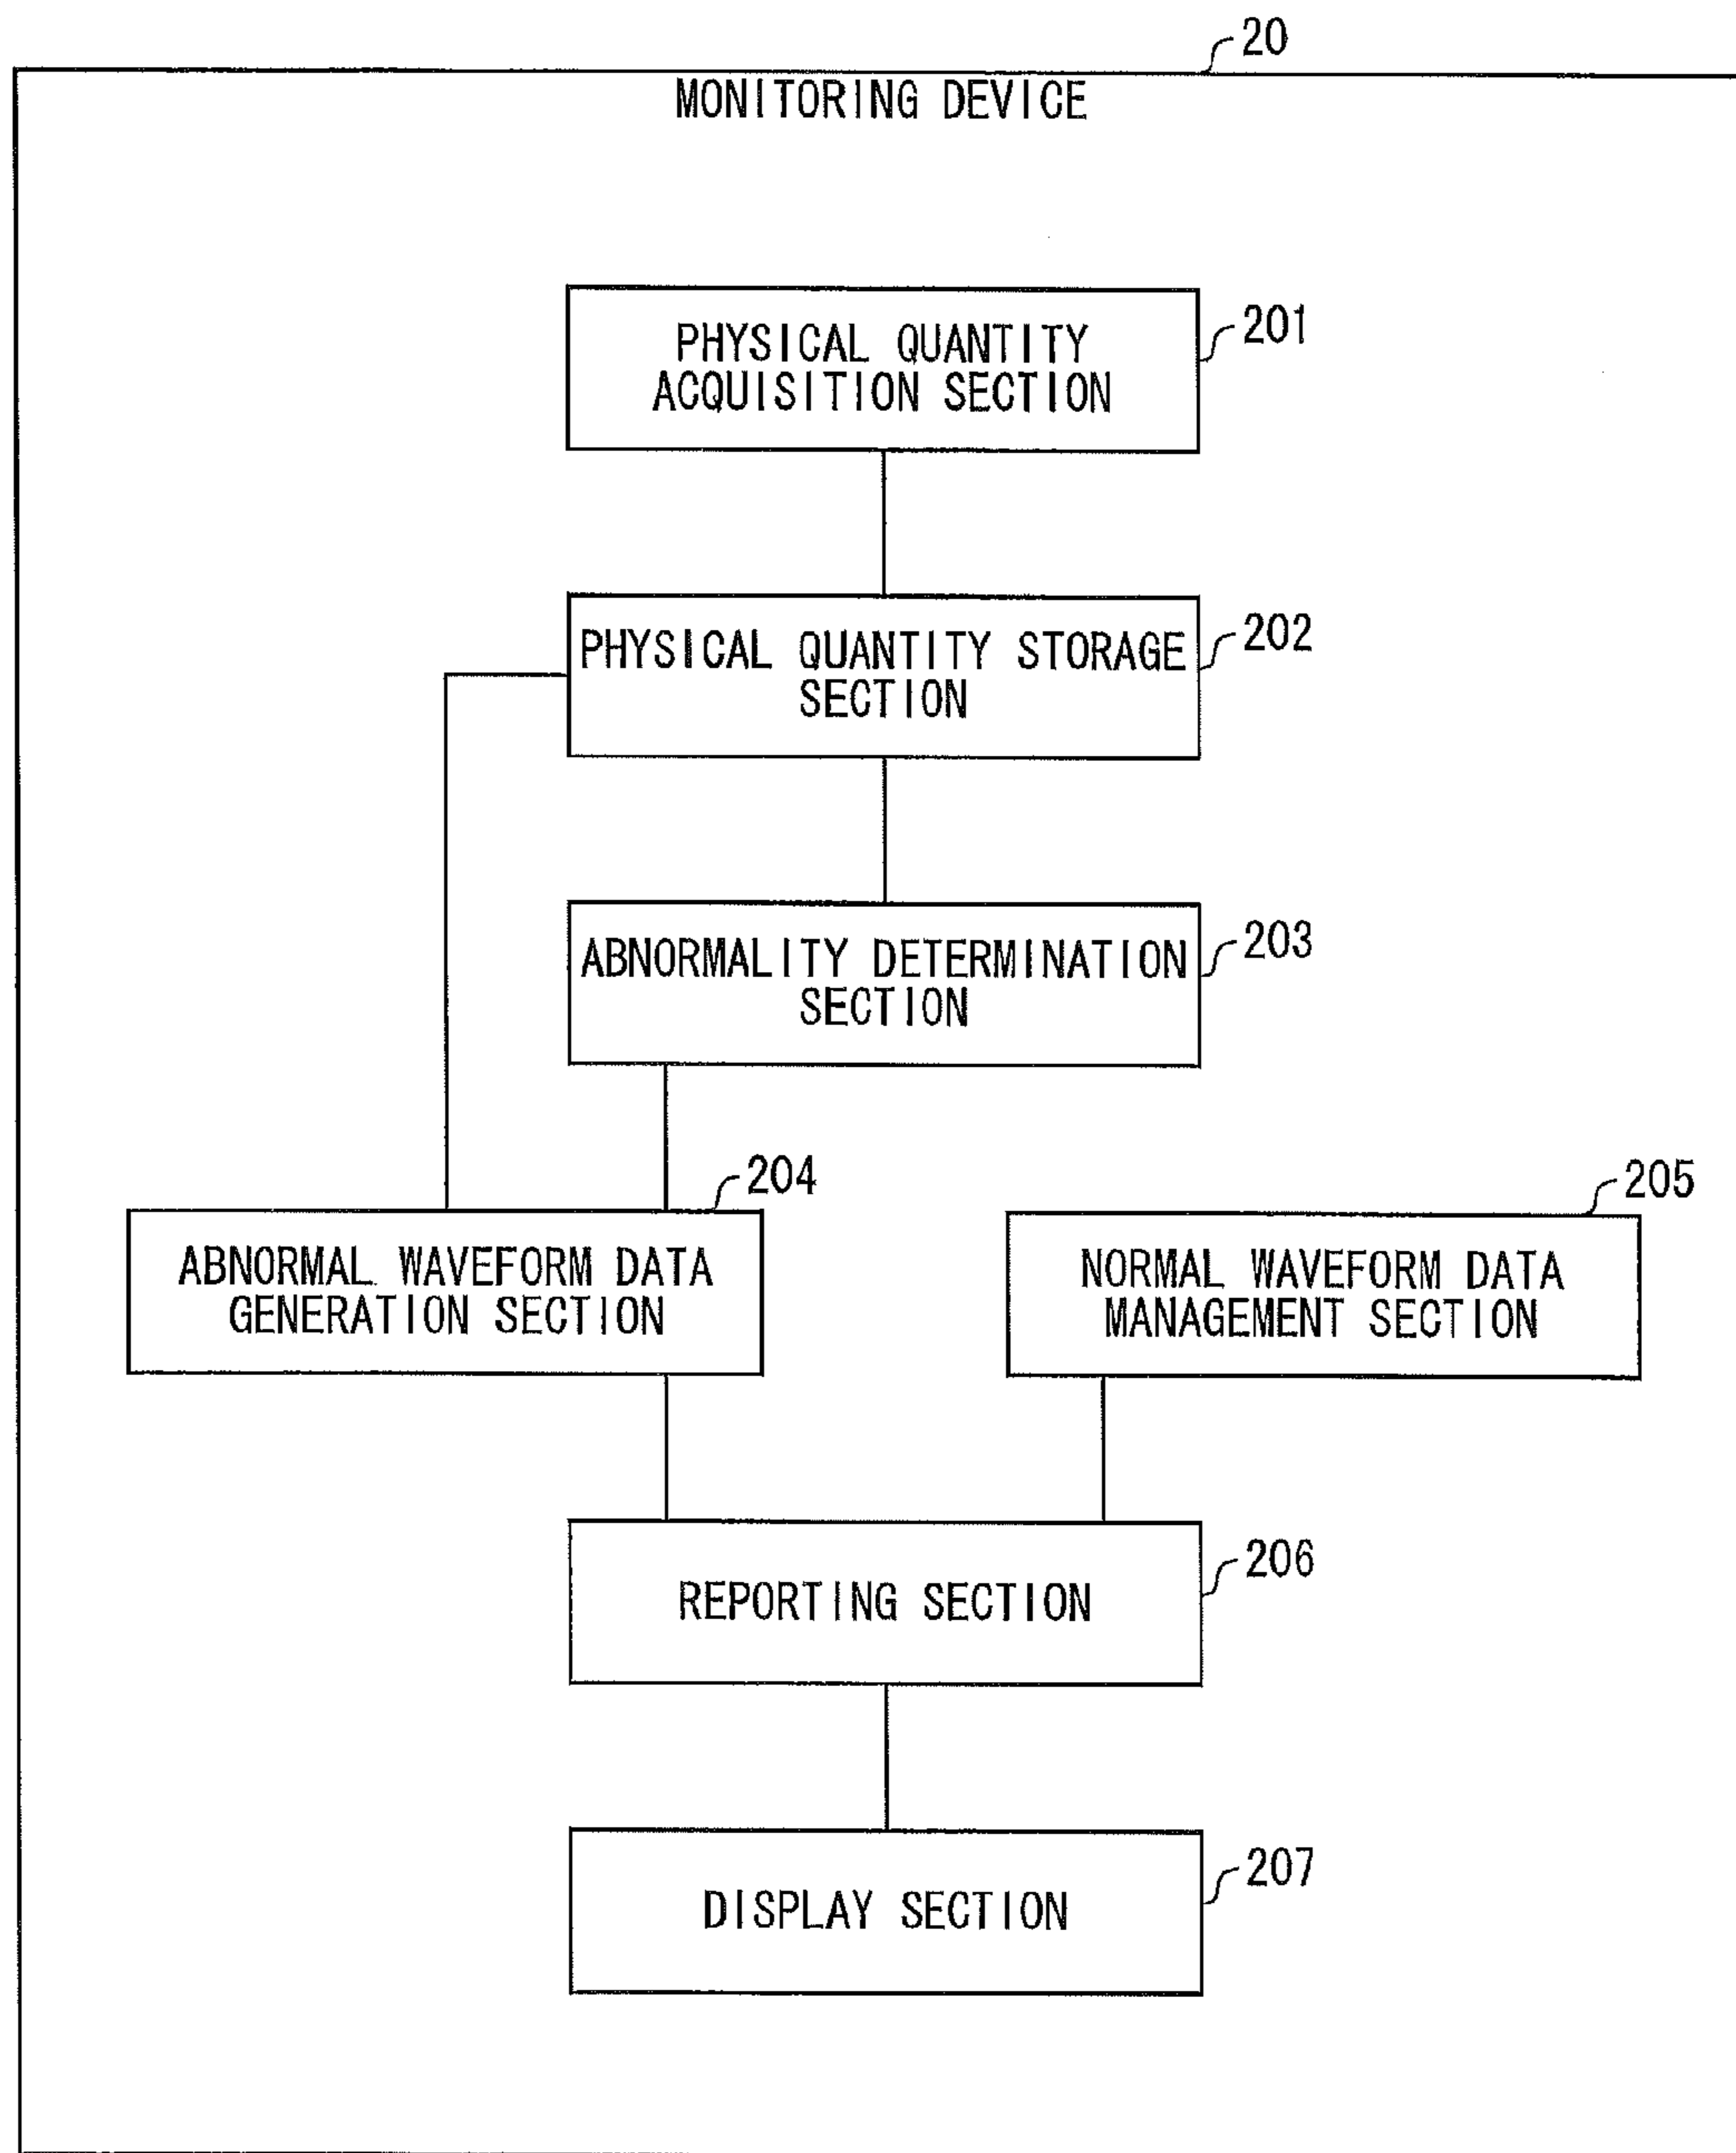 20
MONITORING DEVICE
PHYSICAL QUANTITY
ACQUISITION SECTION
201
PHYSICAL QUANTITY STORAGE
SECTION
202
ABNORMALITY DETERMINATION
SECTION
203
204
ABNORMAL WAVEFORM DATA
GENERATION SECTION
205
NORMAL WAVEFORM DATA
MANAGEMENT SECTION
REPORTING SECTION
206
DISPLAY SECTION
207